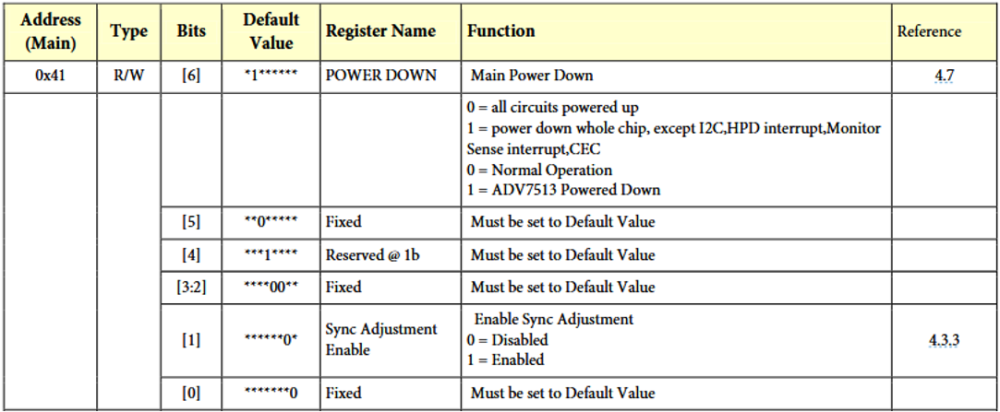 Address (Main) Type Bits Default Value Register Name Function Reference
0x41 R/W [6] *1****** POWER DOWN Main Power Down 4.7
0 = all circuits powered up
1 = power down whole chip, except I2C,HPD interrupt,Monitor
Sense interrupt,CEC
0 = Normal Operation
1 = ADV7513 Powered Down
[5] **0***** Fixed Must be set to Default Value
[4] ***1**** Reserved @ 1b Must be set to Default Value
[3:2] ****00** Fixed Must be set to Default Value
[1] ******0* Sync Adjustment Enable Enable Sync Adjustment 4.3.3
0 = Disabled
1 = Enabled
[0] *******0 Fixed Must be set to Default Value